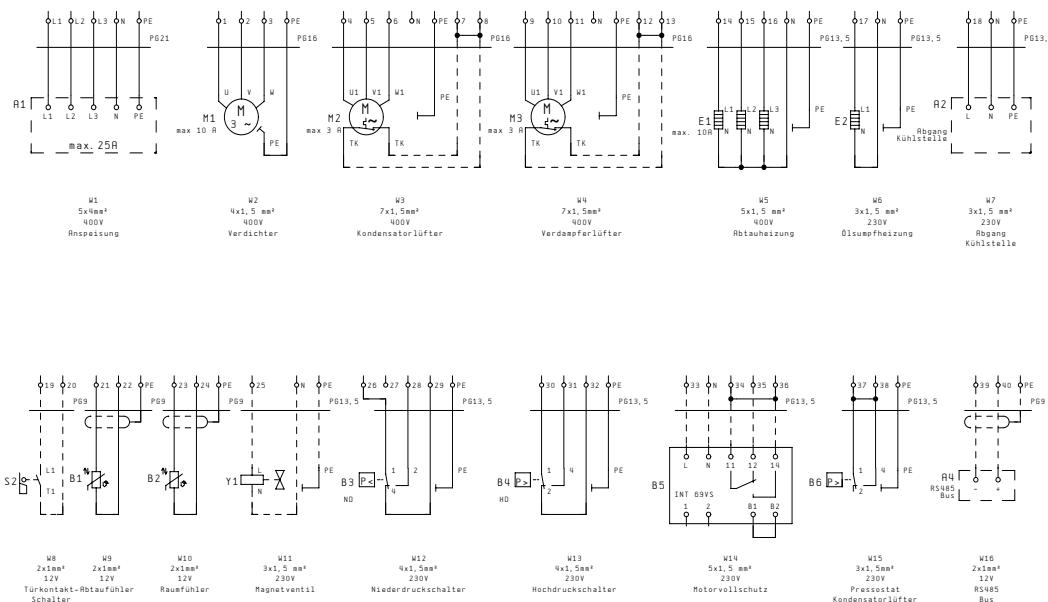 L1 L2 L3 N PE
PG21
A1
L1 L2 L3 N PE
max. 25A
W1
5x4mm²
400V
Anspeisung
1 2 3 PE
PG16
U V W
M1
max 10 A
M
3 ~
PE
W2
4x1,5 mm²
400V
Verdichter
4 5 6 N PE 7 8
PG16
U1 V1 W1
PE
M2
max 3 A
M
3~
TK TK
W3
7x1,5mm²
400V
Kondensatorlüfter
9 10 11 N PE 12 13
PG16
U1 V1 W1
PE
M3
max 3 A
M
3~
TK TK
W4
7x1,5mm²
400V
Verdampferlüfter
14 15 16 N PE
PG13,5
L1 L2 L3
PE
E1
max. 10A
N N N
W5
5x1,5 mm²
400V
Abtauheizung
17 N PE
PG13,5
L1
PE
E2
N
W6
3x1,5 mm²
230V
Ölsumpfheizung
18 N PE
PG13,
A2
L N PE
Abgang
Kühlstelle
W7
3x1,5 mm²
230V
Abgang
Kühlstelle
19 20
PG9
S2
L1
T1
W8
2x1mm²
12V
Türkontakt-
Schalter
21 22 PE
PG9
B1
W9
2x1mm²
12V
Abtaufühler
23 24 PE
PG9
B2
W10
2x1mm²
12V
Raumfühler
25 N PE
PG13,5
L
PE
Y1
N
W11
3x1,5 mm²
230V
Magnetventil
26 27 28 29 PE
PG13,5
1 2
PE
B3 P<
4
ND
W12
4x1,5mm²
230V
Niederdruckschalter
30 31 32 PE
PG13,5
1 4
PE
B4 P>
2
HD
W13
4x1,5mm²
230V
Hochdruckschalter
33 N 34 35 36
PG13,5
L N 11 12 14
B5
INT 69VS
1 2 B1 B2
W14
5x1,5 mm²
230V
Motorvollschutz
37 38 PE
PG13,5
1 4
PE
B6 P>
2
W15
3x1,5mm²
230V
Pressostat
Kondensatorlüfter
39 40 PE
PG9
A4
RS485
Bus
- +
W16
2x1mm²
12V
RS485
Bus